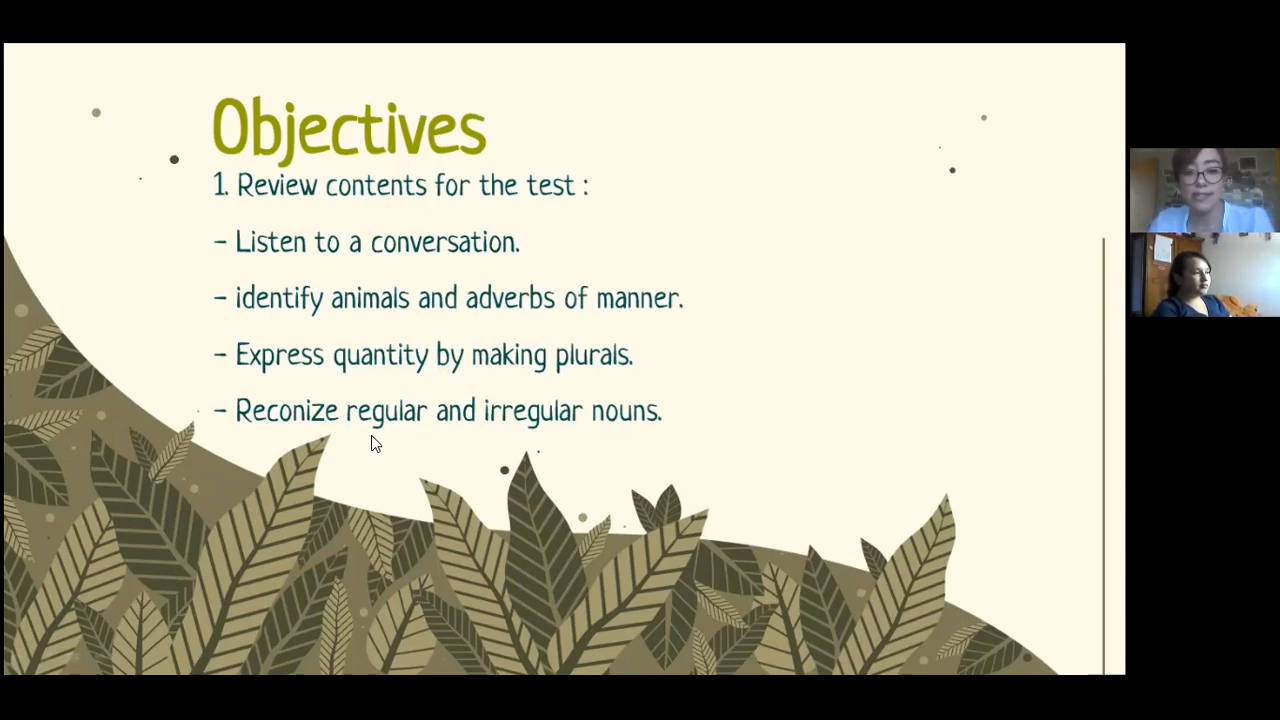 Objectives
1. Review contents for the test :
- Listen to a conversation.
- identify animals and adverbs of manner.
- Express quantity by making plurals.
- Reconize regular and irregular nouns.